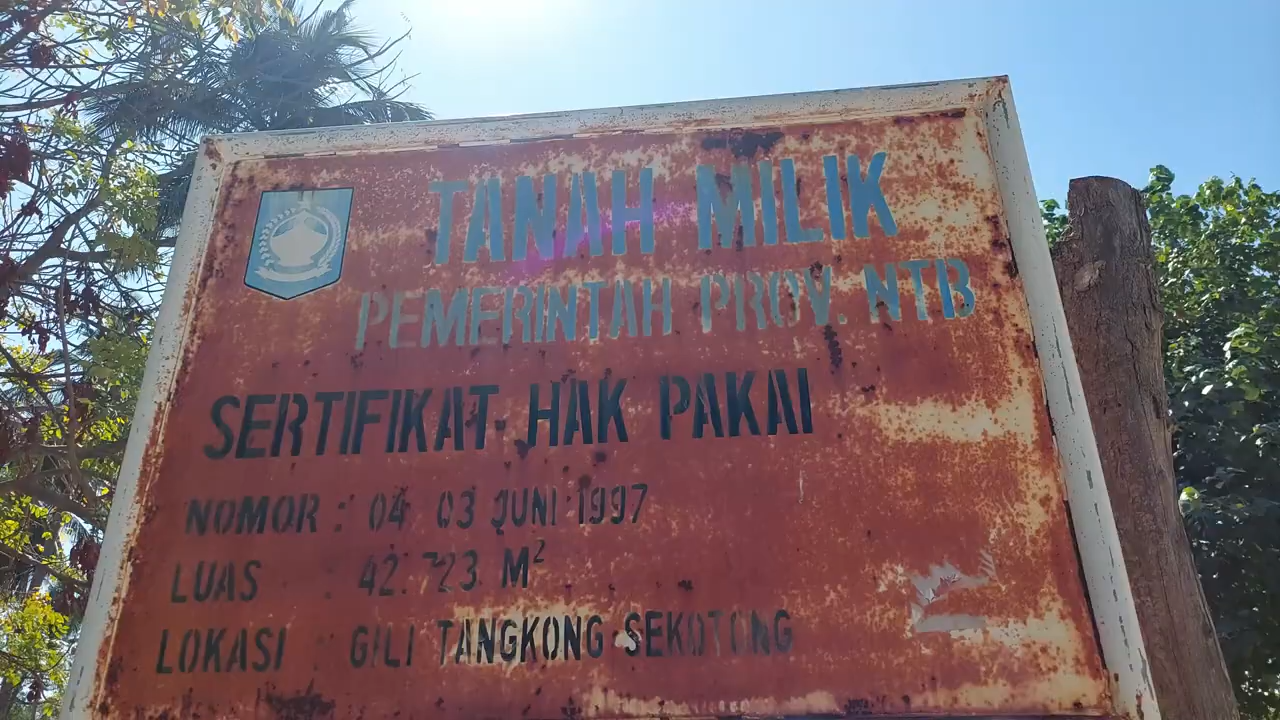 TANAH MILIK
PEMERINTAH PROV. NTB
SERTIFIKAT HAK PAKAI
NOMOR : 04 03 JUNI 1997
LUAS : 42.723 M²
LOKASI : GILI TANGKONG SEKOTONG